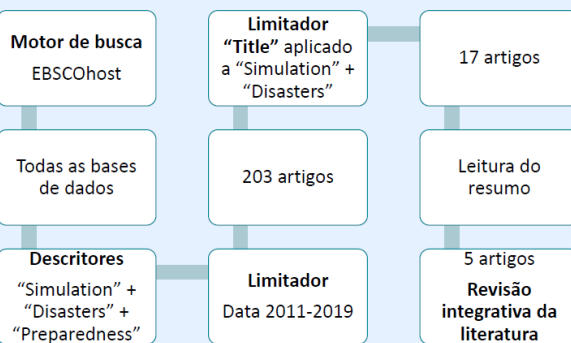 Motor de busca
EBSCOhost
Todas as bases
de dados
Descritores
“Simulation” +
“Disasters” +
“Preparedness”
Limitador
Data 2011-2019
203 artigos
Limitador
“Title” aplicado
a “Simulation” +
“Disasters”
17 artigos
Leitura do
resumo
5 artigos
Revisão
integrativa da
literatura